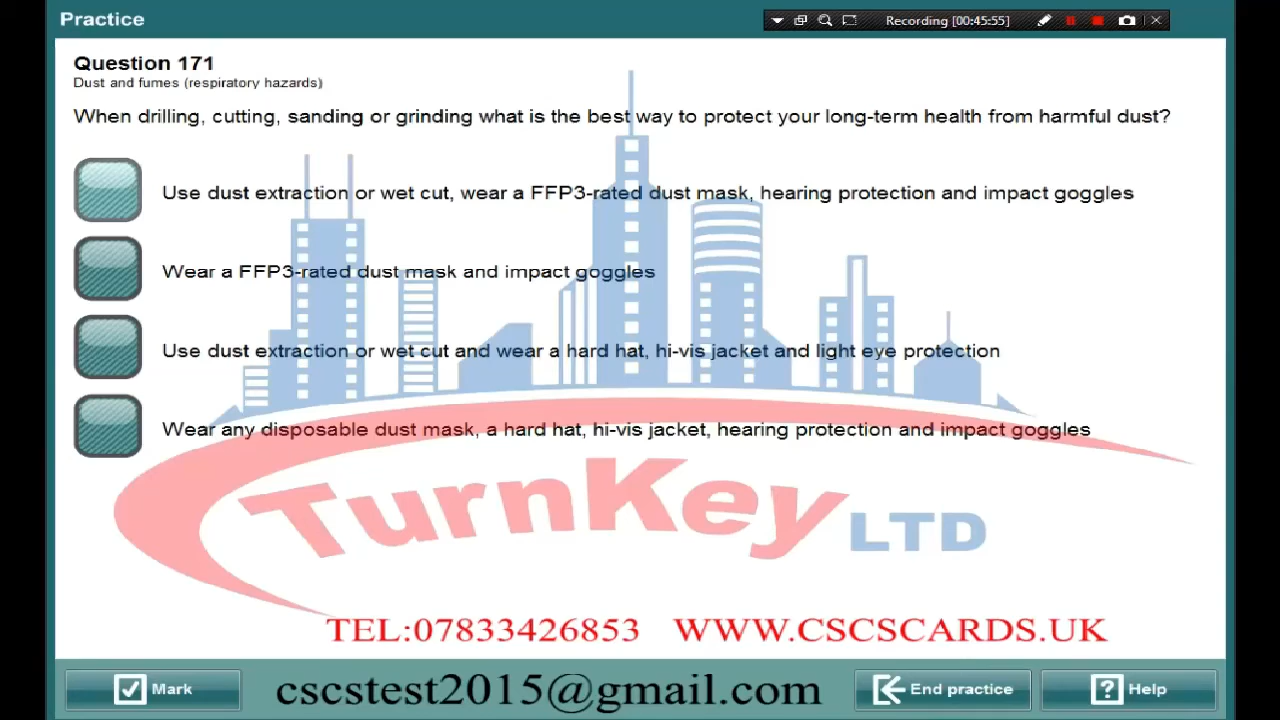 Practice
Recording [00:45:55]
Question 171
Dust and fumes (respiratory hazards)
When drilling, cutting, sanding or grinding what is the best way to protect your long-term health from harmful dust?
Use dust extraction or wet cut, wear a FFP3-rated dust mask, hearing protection and impact goggles
Wear a FFP3-rated dust mask and impact goggles
Use dust extraction or wet cut and wear a hard hat, hi-vis jacket and light eye protection
Wear any disposable dust mask, a hard hat, hi-vis jacket, hearing protection and impact goggles
TurnKey LTD
TEL:07833426853 WWW.CSCSCARDS.UK
Mark
cscstest2015@gmail.com
End practice
? Help